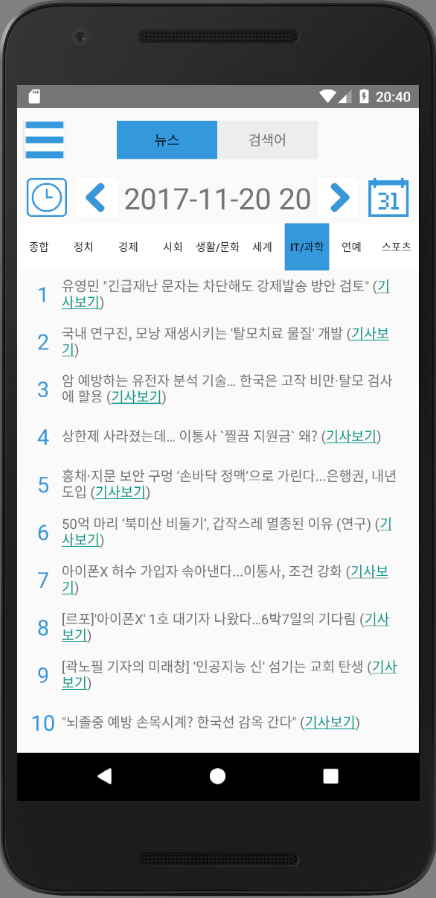 20:40
뉴스 검색어
2017-11-20 20
31
종합 정치 경제 사회 생활/문화 세계 IT/과학 연예 스포츠
1 유영민 "긴급재난 문자는 차단해도 강제발송 방안 검토" (기
사보기)
2 국내 연구진, 모낭 재생시키는 '탈모치료 물질' 개발 (기사보
기)
3 암 예방하는 유전자 분석 기술... 한국은 고작 비만·탈모 검사
에 활용 (기사보기)
4 상한제 사라졌는데… 이통사 `찔끔 지원금` 왜? (기사보기)
5 홍채·지문 보안 구멍 '손바닥 정맥'으로 가린다...은행권, 내년
도입 (기사보기)
6 50억 마리 '북미산 비둘기', 갑작스레 멸종된 이유 (연구) (기
사보기)
7 아이폰X 허수 가입자 솎아낸다...이통사, 조건 강화 (기사보
기)
8 [르포]'아이폰X' 1호 대기자 나왔다…6박7일의 기다림 (기사
보기)
9 [곽노필 기자의 미래창] '인공지능 신' 섬기는 교회 탄생 (기사
보기)
10 "뇌졸중 예방 손목시계? 한국선 감옥 간다" (기사보기)